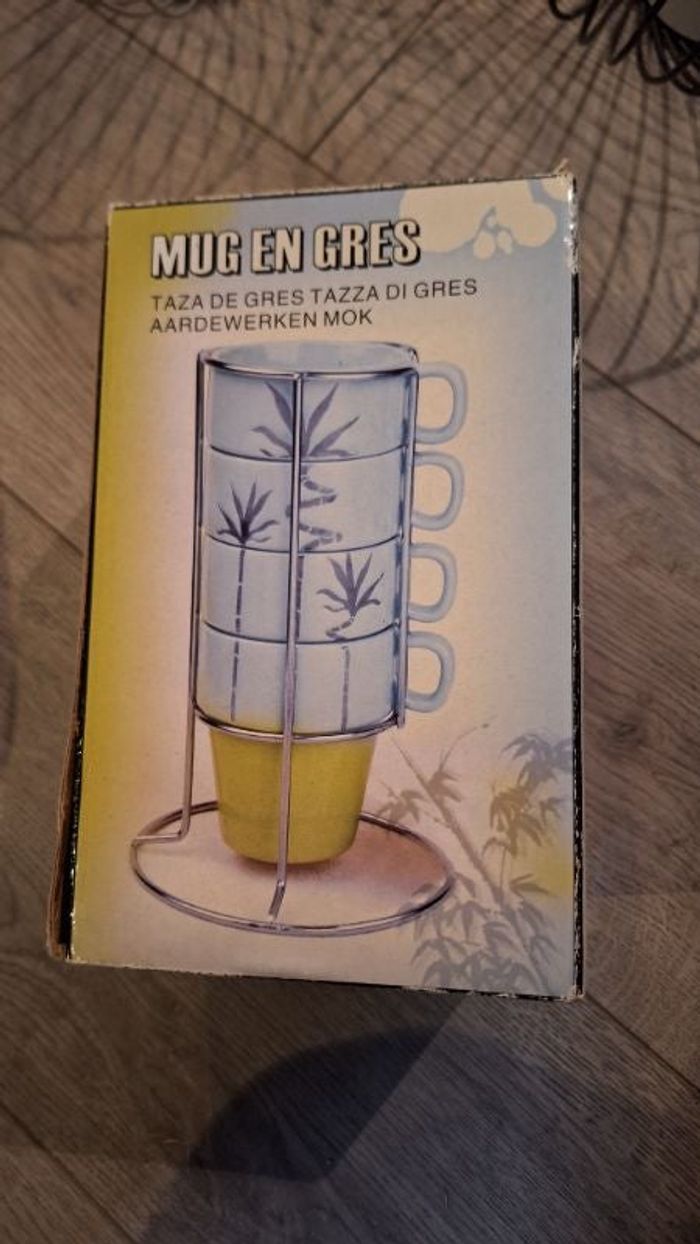 MUG EN GRES
TAZA DE GRES TAZZA DI GRES
AARDEWERKEN MOK